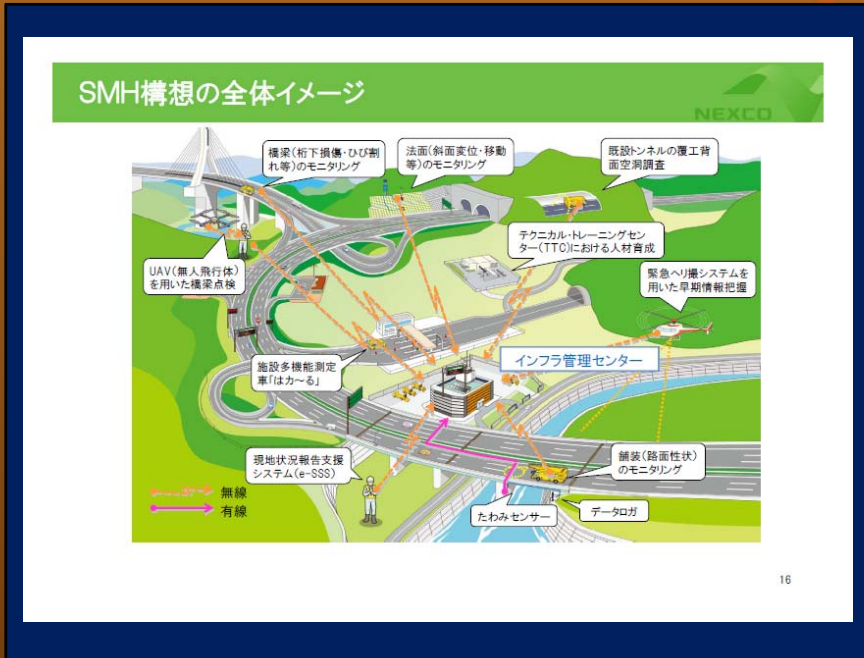 SMH構想の全体イメージ
NEXCO
橋梁(桁下損傷・ひび割
れ等)のモニタリング
法面(斜面変位・移動
等)のモニタリング
既設トンネルの覆工背
面空洞調査
テクニカル・トレーニングセン
ター(TTC)における人材育成
UAV(無人飛行体)
を用いた橋梁点検
緊急ヘリ撮システムを
用いた早期情報把握
施設多機能測定
車「はカ~る」
インフラ管理センター
現地状況報告支援
システム(e-SSS)
舗装(路面性状)
のモニタリング
無線
有線
たわみセンサー
データロガ
16